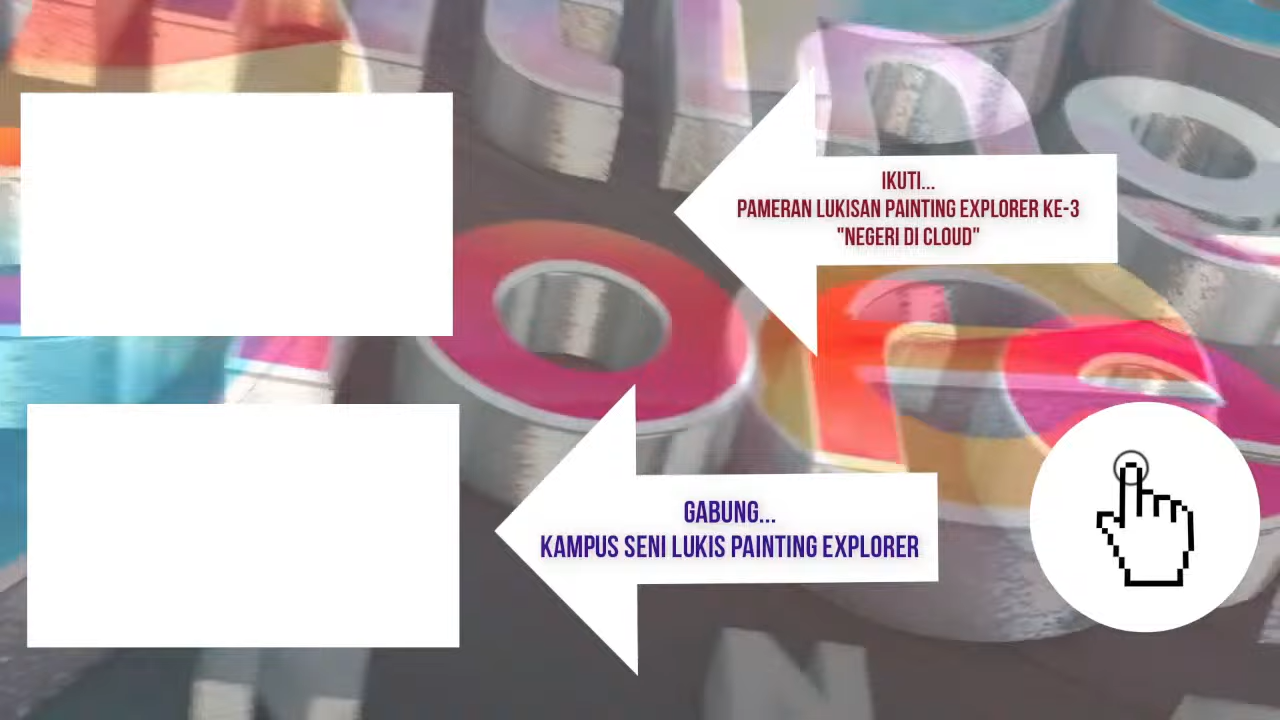 IKUTI...
PAMERAN LUKISAN PAINTING EXPLORER KE-3
"NEGERI DI CLOUD"
GABUNG...
KAMPUS SENI LUKIS PAINTING EXPLORER